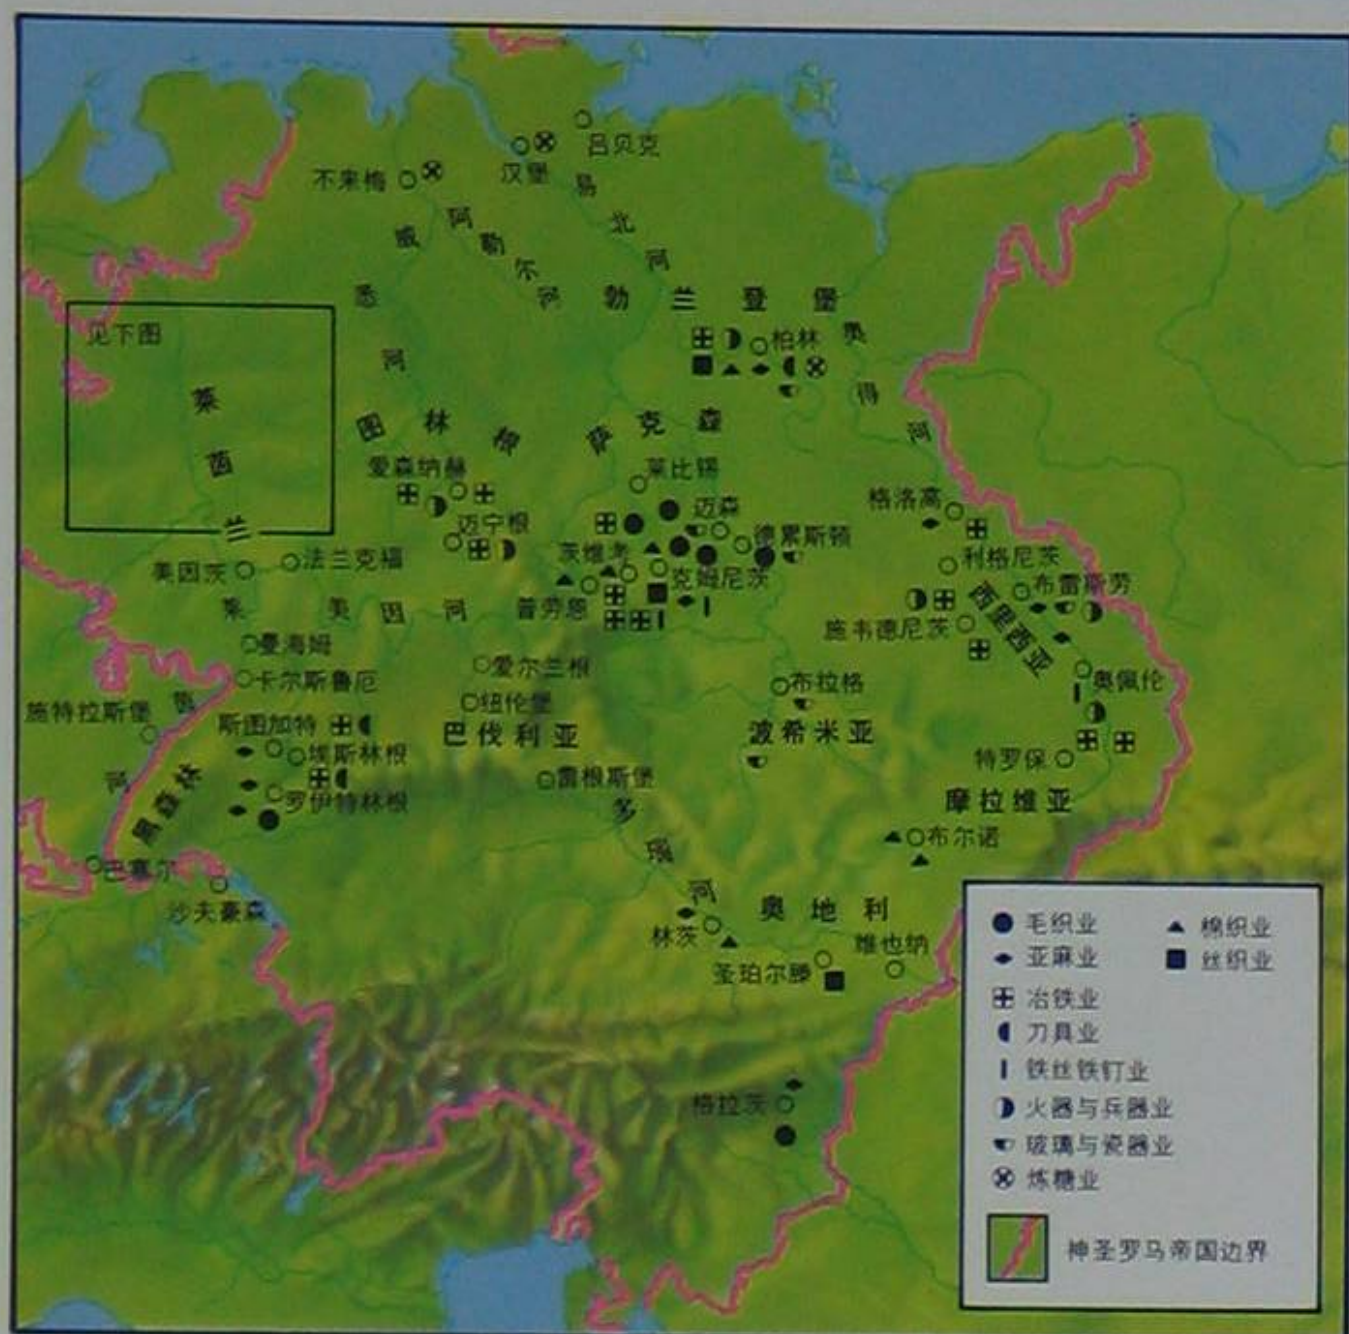 吕贝克
汉堡
不来梅
易北河
威悉河
阿勒尔河
勃兰登堡
见下图
柏林
奥得河
莱茵兰
图林根
萨克森
爱森纳赫
莱比锡
迈森
格洛高
迈宁根
德累斯顿
茨维考
法兰克福
美因茨
利格尼茨
克姆尼茨
布雷斯劳
普劳恩
莱茵河
美因河
西里西亚
施韦德尼茨
曼海姆
爱尔兰根
卡尔斯鲁厄
布拉格
奥佩伦
纽伦堡
施特拉斯堡
斯图加特
巴伐利亚
波希米亚
埃斯林根
特罗保
雷根斯堡
黑森林
罗伊特林根
摩拉维亚
多瑙河
布尔诺
巴塞尔
沙夫豪森
奥地利
林茨
维也纳
圣珀尔滕
格拉茨
毛织业
棉织业
亚麻业
丝织业
冶铁业
刀具业
铁丝铁钉业
火器与兵器业
玻璃与瓷器业
炼糖业
神圣罗马帝国边界